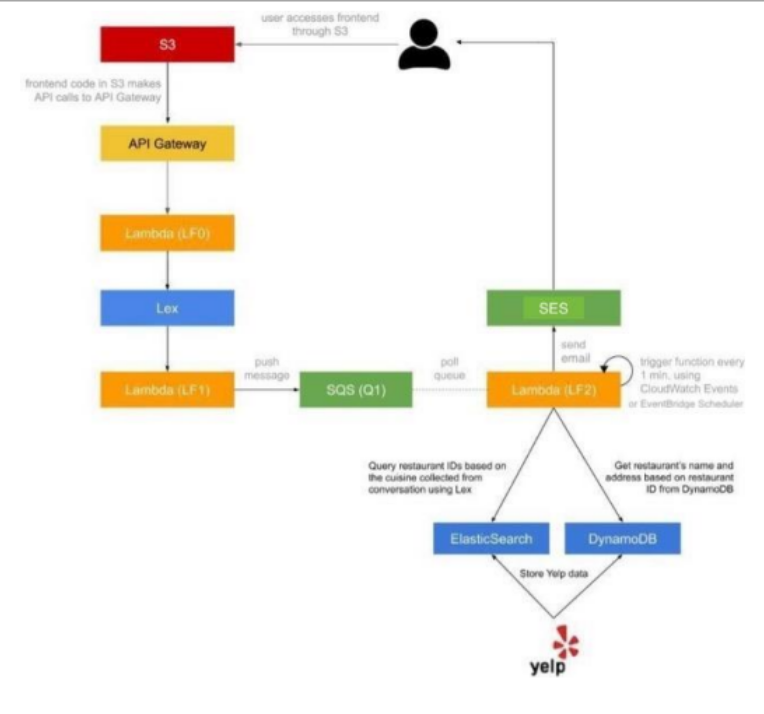 user accesses frontend
through S3
S3
frontend code in S3 makes
API calls to API Gateway
API Gateway
Lambda (LF0)
Lex
SES
push
message
poll
queue
send
email
trigger function every
1 min. using
CloudWatch Events
or EventBridge Scheduler
Lambda (LF1)
SQS (Q1)
Lambda (LF2)
Query restaurant IDs based on
the cuisine collected from
conversation using Lex
Get restaurant's name and
address based on restaurant
ID from DynamoDB
ElasticSearch
DynamoDB
Store Yelp data
yelp